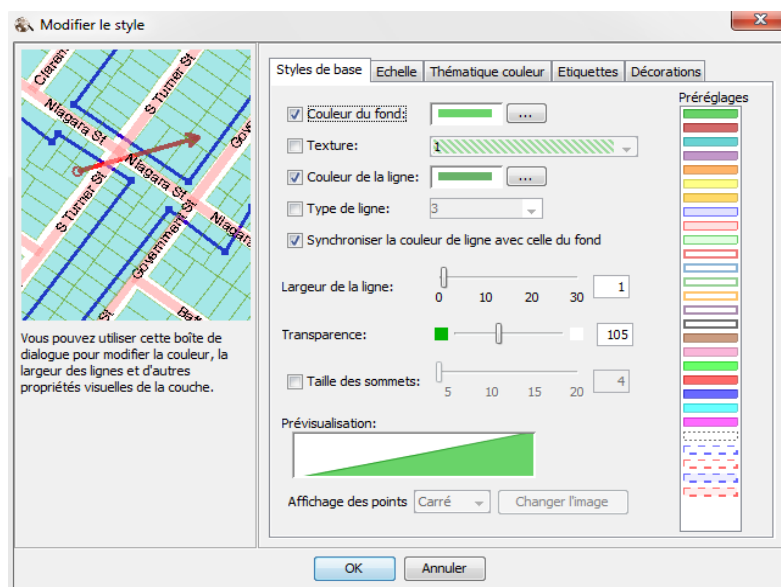 Modifier le style
Claren
S Turner St
Niagara St
Gove
Niagara St
S Turner St
Government St
Niagara
Bat
Vous pouvez utiliser cette boîte de
dialogue pour modifier la couleur, la
largeur des lignes et d'autres
propriétés visuelles de la couche.
Styles de base Echelle Thématique couleur Etiquettes Décorations
Préréglages
Couleur du fond: ...
Texture: 1
Couleur de la ligne: ...
Type de ligne: 3
Synchroniser la couleur de ligne avec celle du fond
Largeur de la ligne: 1
0 10 20 30
Transparence: 105
Taille des sommets: 4
5 10 15 20
Prévisualisation:
Affichage des points Carré Changer l'image
OK Annuler